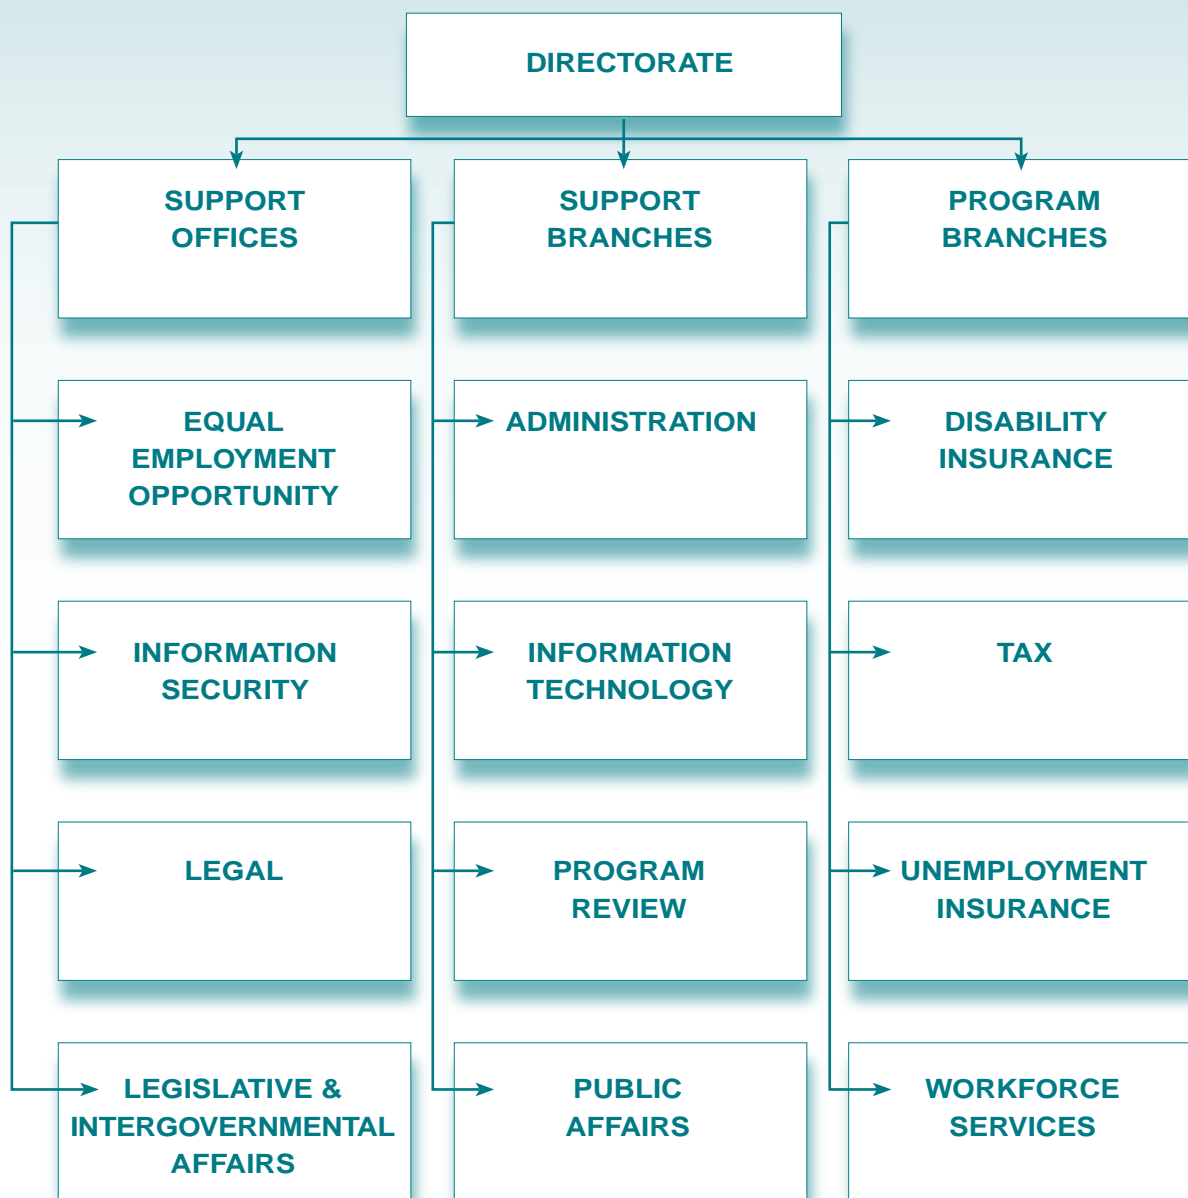 DIRECTORATE
SUPPORT
OFFICES
SUPPORT
BRANCHES
PROGRAM
BRANCHES
EQUAL
EMPLOYMENT
OPPORTUNITY
ADMINISTRATION
DISABILITY
INSURANCE
INFORMATION
SECURITY
INFORMATION
TECHNOLOGY
TAX
LEGAL
PROGRAM
REVIEW
UNEMPLOYMENT
INSURANCE
LEGISLATIVE &
INTERGOVERNMENTAL
AFFAIRS
PUBLIC
AFFAIRS
WORKFORCE
SERVICES